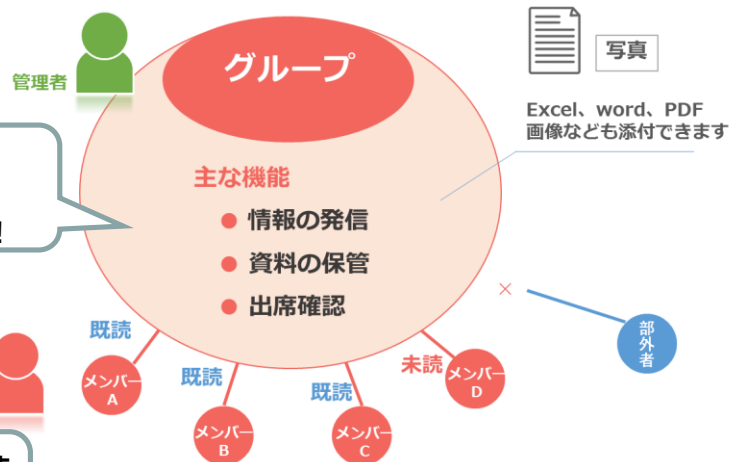 管理者
グループ
写真
Excel、word、PDF
画像なども添付できます
主な機能
● 情報の発信
● 資料の保管
● 出席確認
！
×
部外者
既読
既読
既読
未読
メンバー
A
メンバー
B
メンバー
C
メンバー
D